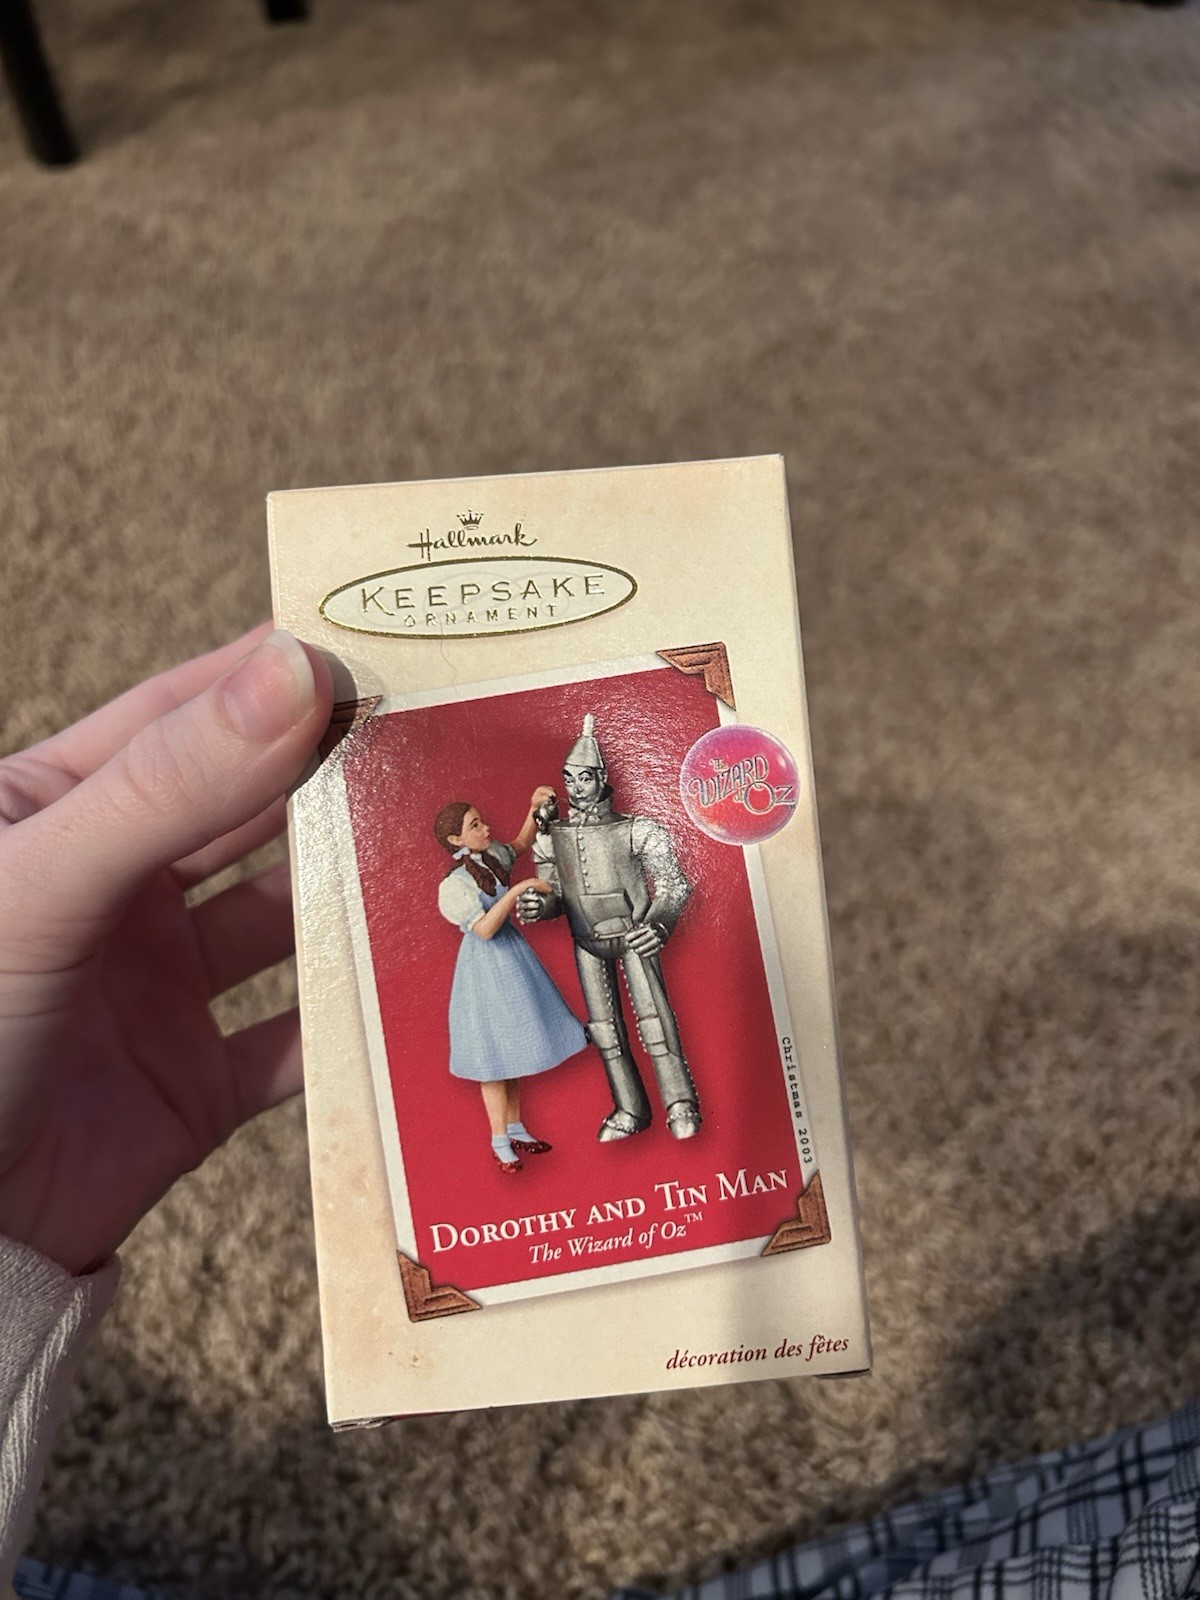 Hallmark
KEEPSAKE
ORNAMENT
THE
WIZARD
OF OZ
Christmas 2003
DOROTHY AND TIN MAN
The Wizard of Oz™
décoration des fêtes